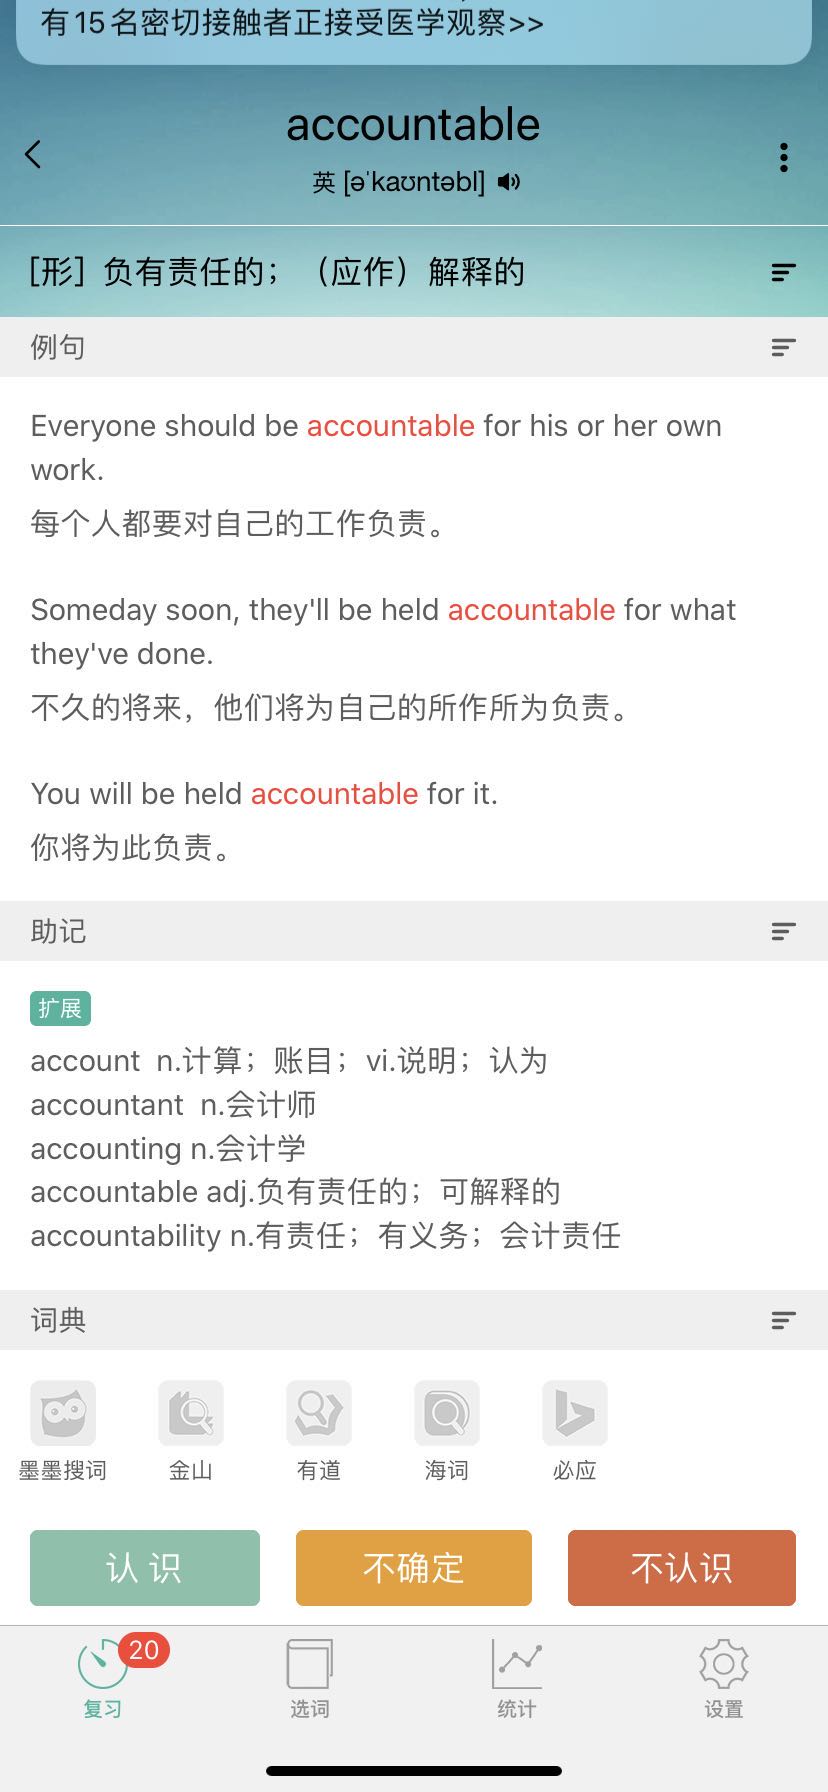 有15名密切接触者正接受医学观察>>
accountable
英 [ə'kaʊntəbl]
[形] 负有责任的；（应作）解释的
例句
Everyone should be accountable for his or her own
work.
每个人都要对自己的工作负责。
Someday soon, they'll be held accountable for what
they've done.
不久的将来，他们将为自己的所作所为负责。
You will be held accountable for it.
你将为此负责。
助记
扩展
account  n.计算；账目；vi.说明；认为
accountant  n.会计师
accounting n.会计学
accountable adj.负有责任的；可解释的
accountability n.有责任；有义务；会计责任
词典
墨墨搜词 金山 有道 海词 必应
认 识 不确定 不认识
20
复习 选词 统计 设置